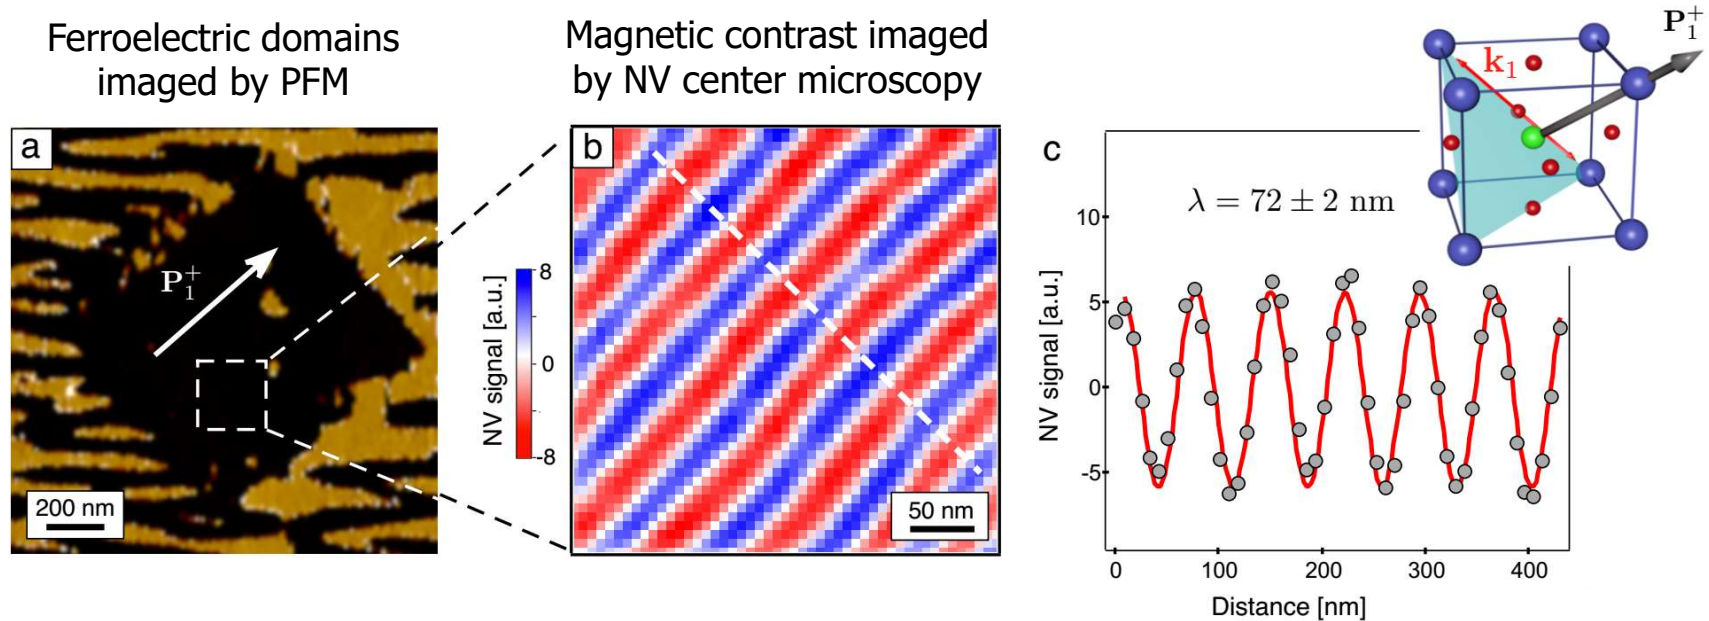 Ferroelectric domains
imaged by PFM
a
P₁⁺
200 nm
Magnetic contrast imaged
by NV center microscopy
b
NV signal [a.u.]
8
0
-8
50 nm
c
λ = 72 ± 2 nm
k₁
P₁⁺
NV signal [a.u.]
10
5
0
-5
0
100
200
300
400
Distance [nm]